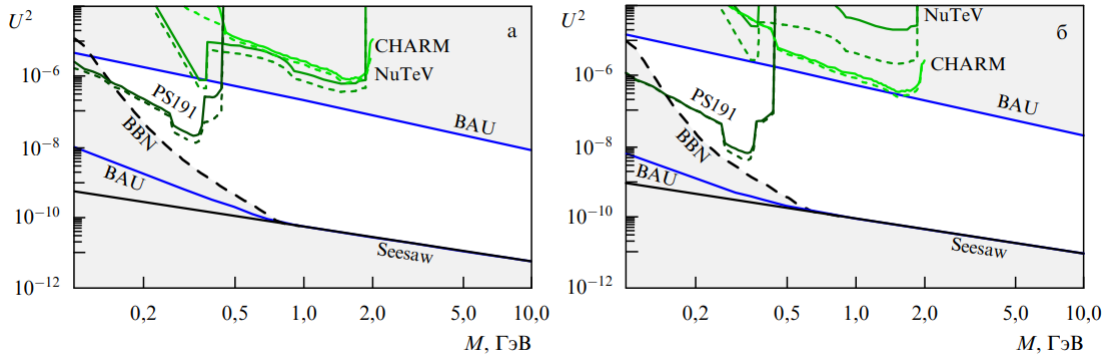 U²
а
CHARM
10⁻⁶
NuTeV
PS191
BAU
BBN
10⁻⁸
BAU
10⁻¹⁰
Seesaw
10⁻¹²
0,2 0,5 1,0 2,0 5,0 10,0
M, ГэВ
U²
NuTeV
б
10⁻⁶
CHARM
PS191
BAU
BBN
10⁻⁸
BAU
10⁻¹⁰
Seesaw
10⁻¹²
0,2 0,5 1,0 2,0 5,0 10,0
M, ГэВ